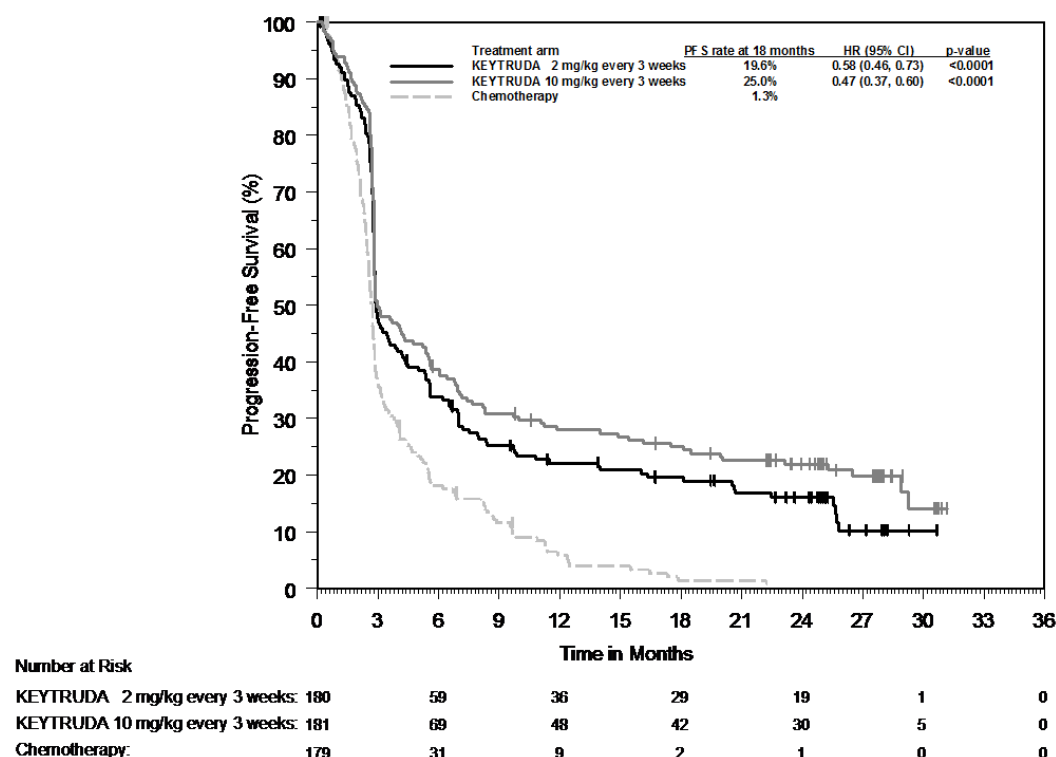 Treatment arm PFS rate at 18 months HR (95% CI) p-value
KEYTRUDA 2 mg/kg every 3 weeks 19.6% 0.58 (0.46, 0.73) <0.0001
KEYTRUDA 10 mg/kg every 3 weeks 25.0% 0.47 (0.37, 0.60) <0.0001
Chemotherapy 1.3%
Progression-Free Survival (%)
100
90
80
70
60
50
40
30
20
10
0
0 3 6 9 12 15 18 21 24 27 30 33 36
Time in Months
Number at Risk
KEYTRUDA 2 mg/kg every 3 weeks: 180 59 36 29 19 1 0
KEYTRUDA 10 mg/kg every 3 weeks: 181 69 48 42 30 5 0
Chemotherapy: 179 31 9 2 1 0 0